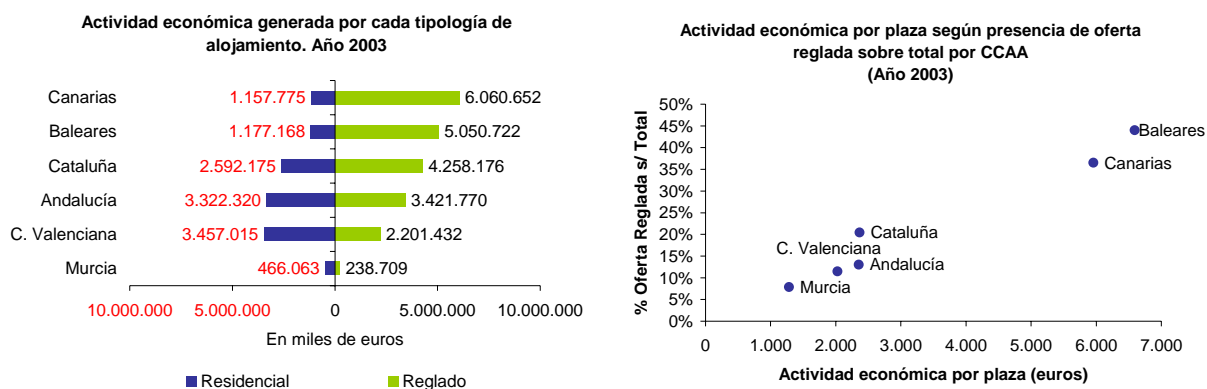 Actividad económica generada por cada tipología de
alojamiento. Año 2003
Canarias 1.157.775 6.060.652
Baleares 1.177.168 5.050.722
Cataluña 2.592.175 4.258.176
Andalucía 3.322.320 3.421.770
C. Valenciana 3.457.015 2.201.432
Murcia 466.063 238.709
10.000.000 5.000.000 0 5.000.000 10.000.000
En miles de euros
Residencial Reglado
Actividad económica por plaza según presencia de oferta
reglada sobre total por CCAA
(Año 2003)
% Oferta Reglada s/ Total
50%
45%
40%
35%
30%
25%
20%
15%
10%
5%
0%
Baleares
Canarias
Cataluña
C. Valenciana
Andalucía
Murcia
0 1.000 2.000 3.000 4.000 5.000 6.000 7.000
Actividad económica por plaza (euros)